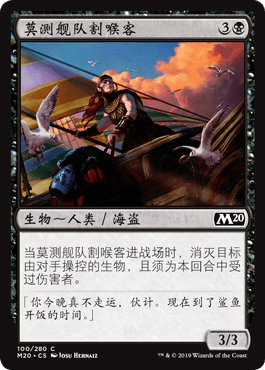 莫测舰队割喉客 3
生物～人类／海盗
M20
当莫测舰队割喉客进战场时，消灭目标
由对手操控的生物，且须为本回合中受
过伤害者。
「你今晚真不走运，伙计。现在到了鲨鱼
开饭的时间。」
3/3
100/280 C
M20 • CS JOSU HERNAIZ
™ & © 2019 Wizards of the Coast